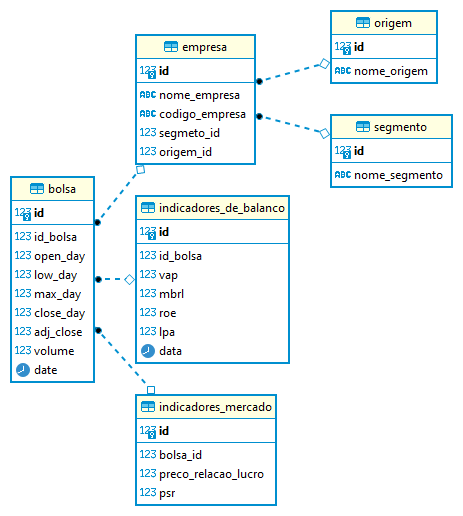 origem
123 id
ABC nome_origem
empresa
123 id
ABC nome_empresa
ABC codigo_empresa
123 segmeto_id
123 origem_id
segmento
123 id
ABC nome_segmento
bolsa
123 id
123 id_bolsa
123 open_day
123 low_day
123 max_day
123 close_day
123 adj_close
123 volume
date
indicadores_de_balanco
123 id
123 id_bolsa
123 vap
123 mbrl
123 roe
123 lpa
data
indicadores_mercado
123 id
123 bolsa_id
123 preco_relacao_lucro
123 psr